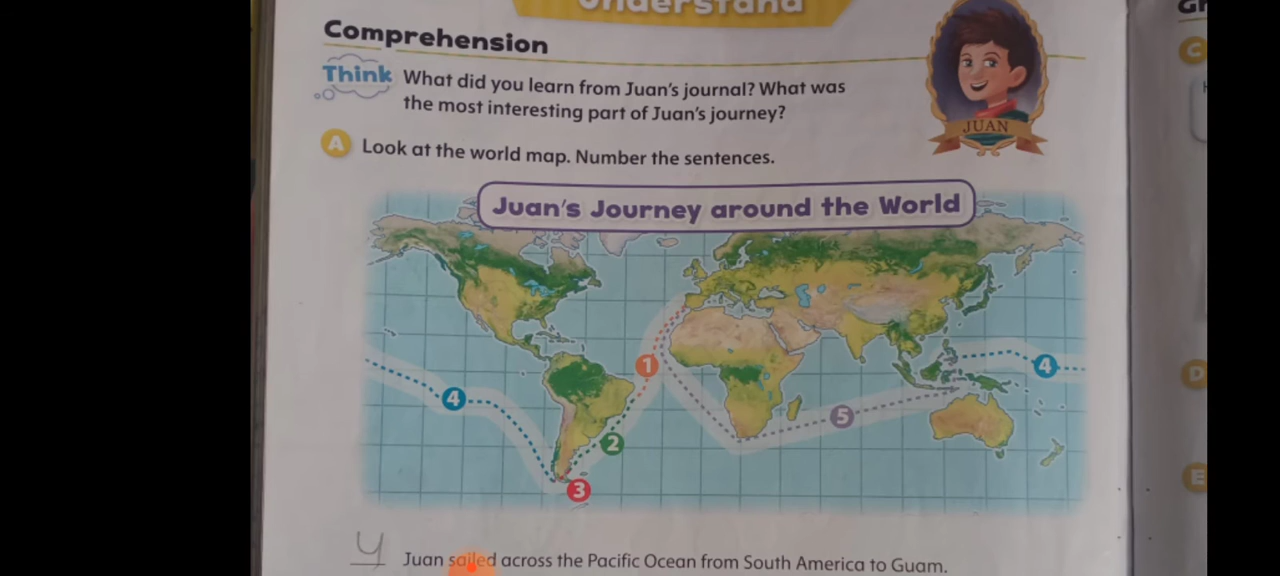 Understand
Comprehension
JUAN
Think What did you learn from Juan's journal? What was
the most interesting part of Juan's journey?
A Look at the world map. Number the sentences.
Juan's Journey around the World
1
4
4
5
2
3
4 Juan sailed across the Pacific Ocean from South America to Guam.
C
D
E